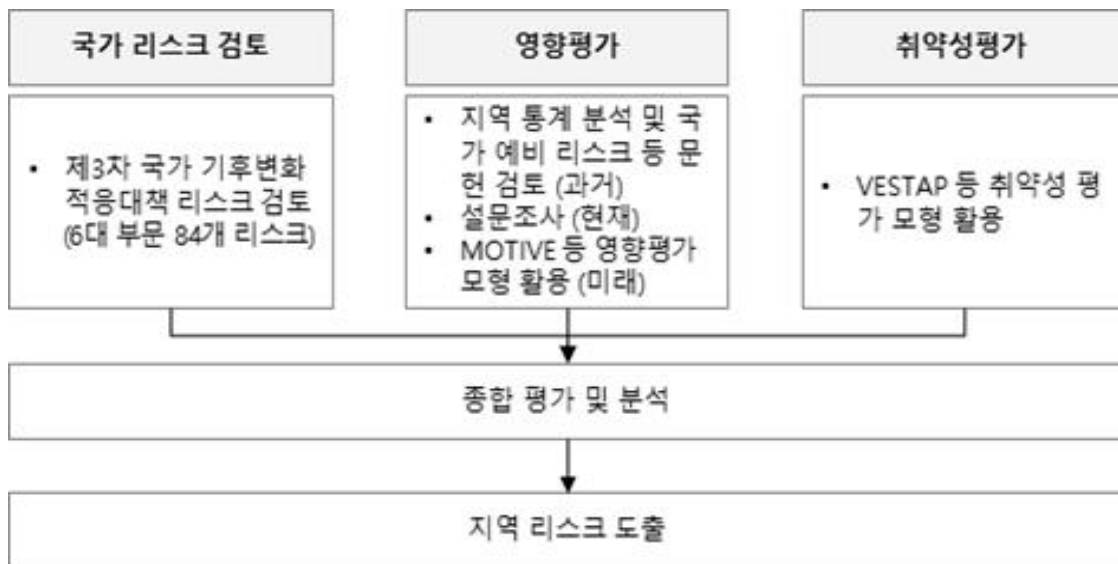 국가 리스크 검토
• 제3차 국가 기후변화
적응대책 리스크 검토
(6대 부문 84개 리스크)
영향평가
• 지역 통계 분석 및 국
가 예비 리스크 등 문
헌 검토 (과거)
• 설문조사 (현재)
• MOTIVE 등 영향평가
모형 활용 (미래)
취약성평가
• VESTAP 등 취약성 평
가 모형 활용
종합 평가 및 분석
지역 리스크 도출